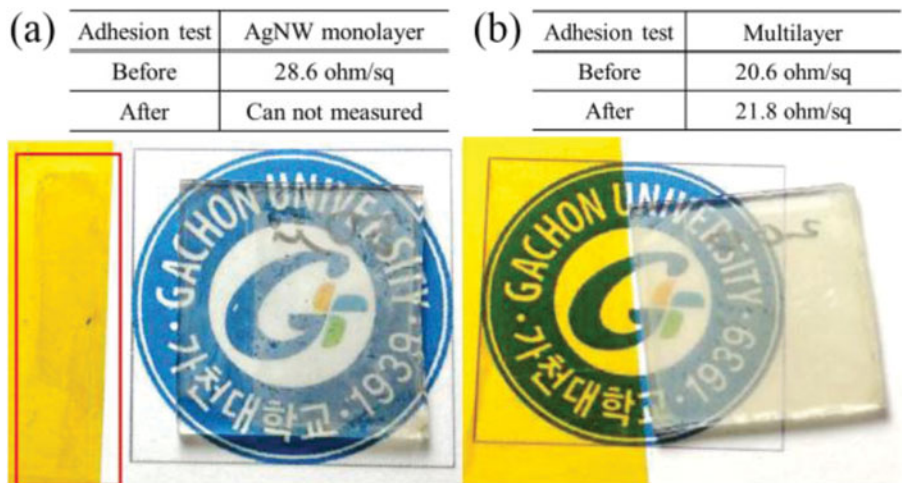 (a)
Adhesion test AgNW monolayer
Before 28.6 ohm/sq
After Can not measured
GACHON UNIVERSITY
가천대학교
1939
G
(b)
Adhesion test Multilayer
Before 20.6 ohm/sq
After 21.8 ohm/sq
GACHON UNIVERSITY
가천대학교
1939
G